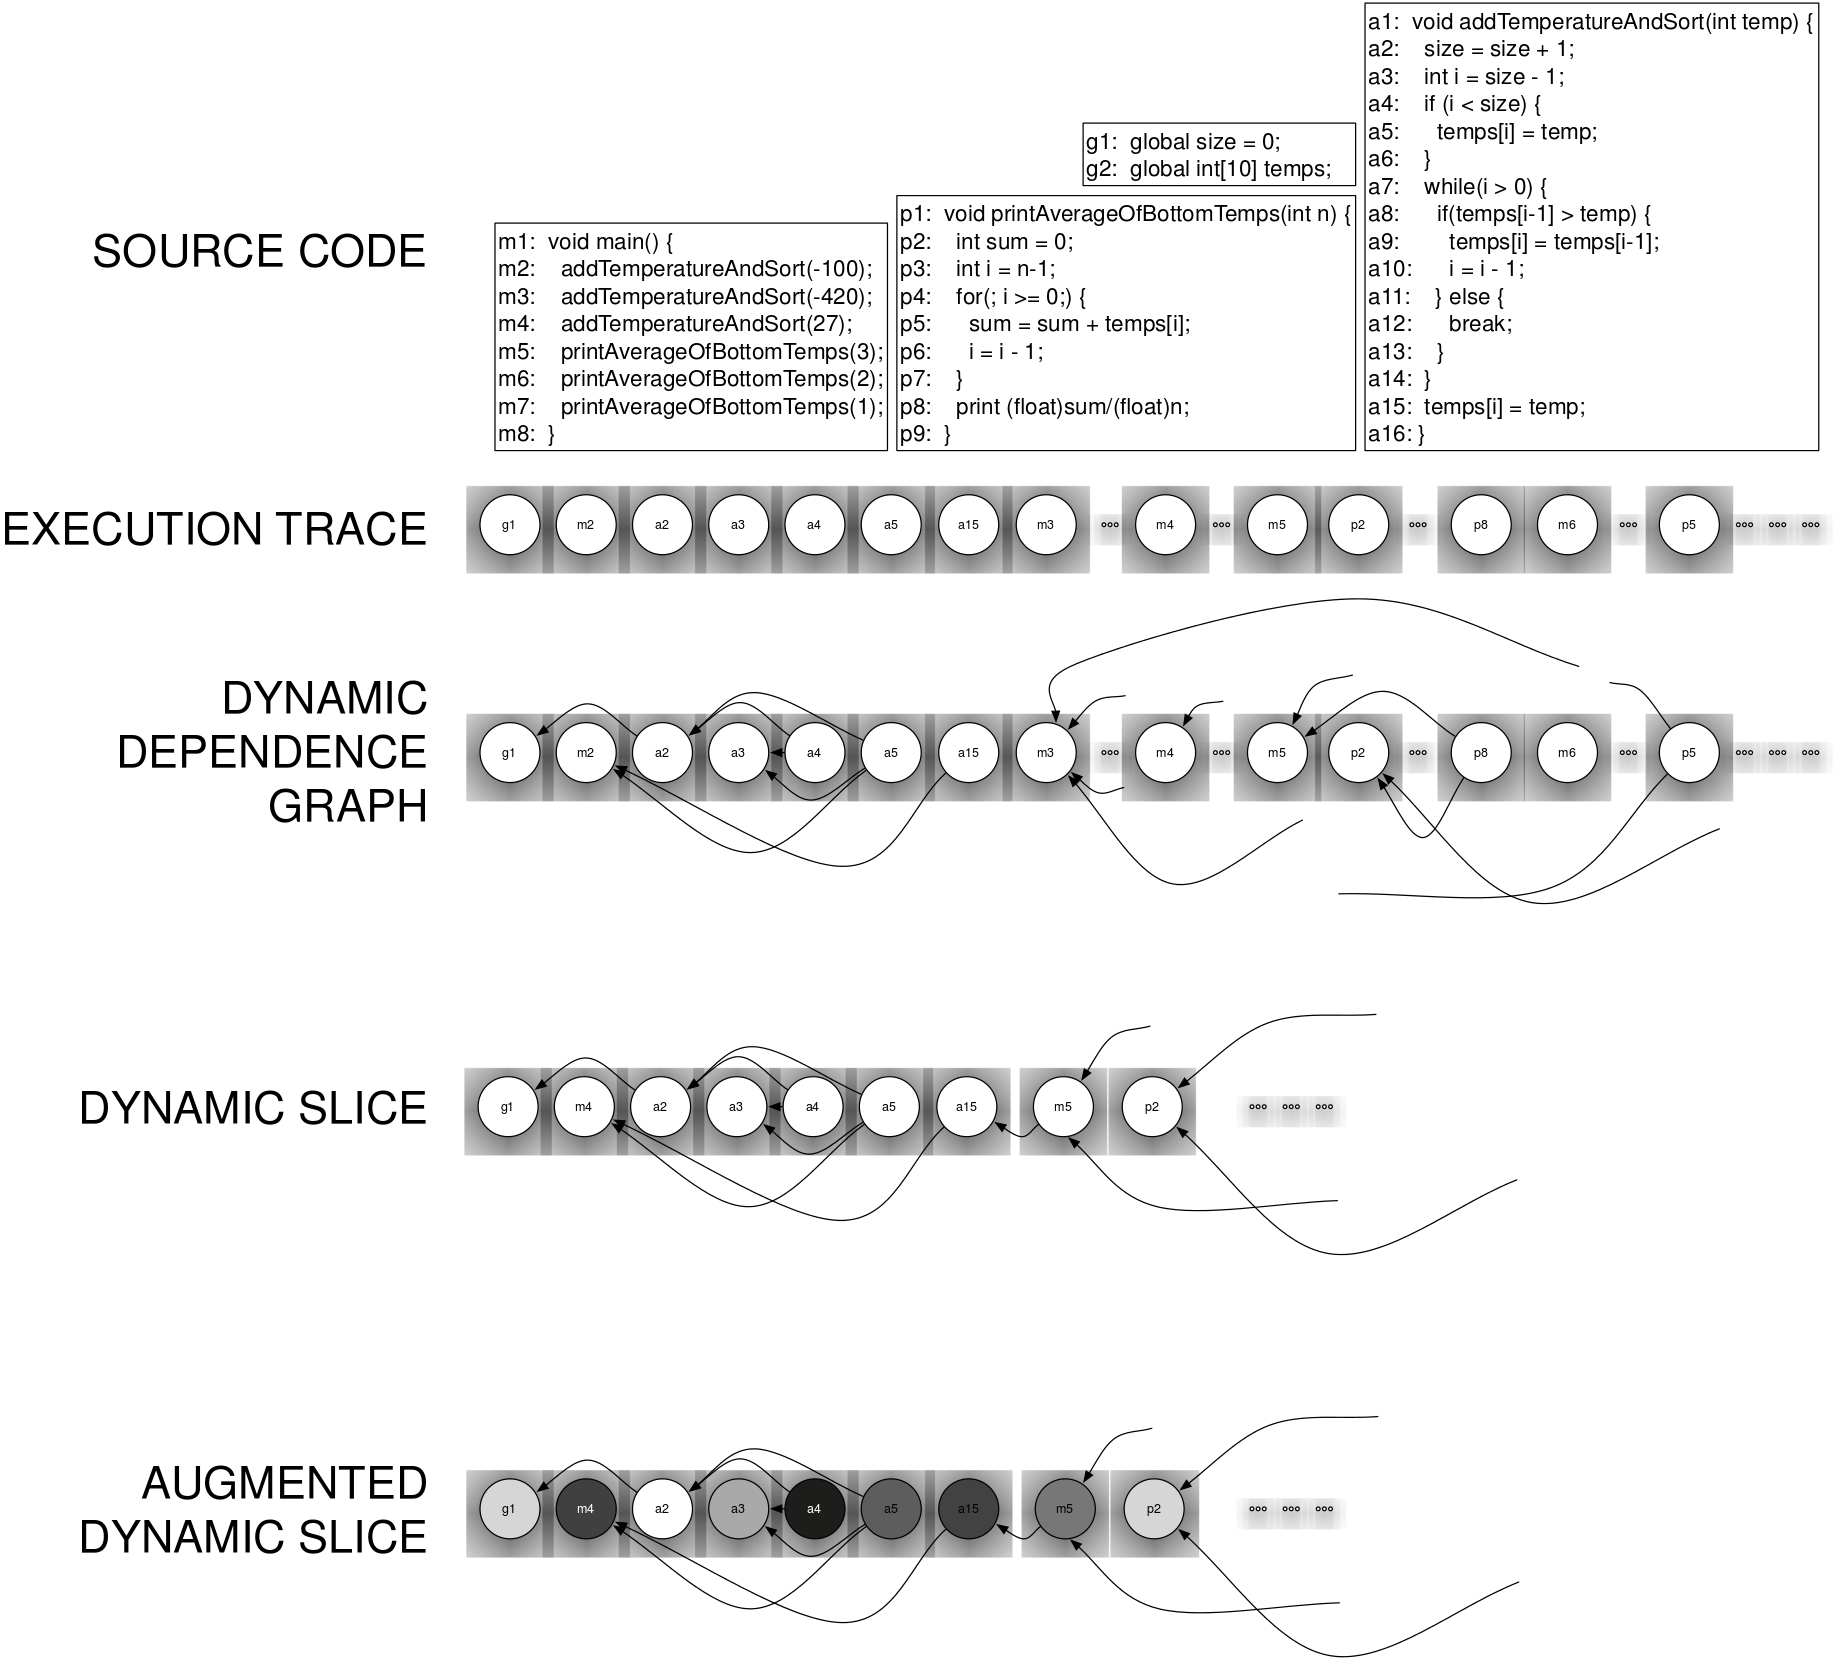 SOURCE CODE
m1: void main() {
m2: addTemperatureAndSort(-100);
m3: addTemperatureAndSort(-420);
m4: addTemperatureAndSort(27);
m5: printAverageOfBottomTemps(3);
m6: printAverageOfBottomTemps(2);
m7: printAverageOfBottomTemps(1);
m8: }
p1: void printAverageOfBottomTemps(int n) {
p2: int sum = 0;
p3: int i = n-1;
p4: for(; i >= 0;) {
p5: sum = sum + temps[i];
p6: i = i - 1;
p7: }
p8: print (float)sum/(float)n;
p9: }
g1: global size = 0;
g2: global int[10] temps;
a1: void addTemperatureAndSort(int temp) {
a2: size = size + 1;
a3: int i = size - 1;
a4: if (i < size) {
a5: temps[i] = temp;
a6: }
a7: while(i > 0) {
a8: if(temps[i-1] > temp) {
a9: temps[i] = temps[i-1];
a10: i = i - 1;
a11: } else {
a12: break;
a13: }
a14: }
a15: temps[i] = temp;
a16: }
EXECUTION TRACE
g1 m2 a2 a3 a4 a5 a15 m3 ooo m4 ooo m5 p2 ooo p8 m6 ooo p5 ooo ooo ooo
DYNAMIC
DEPENDENCE
GRAPH
g1 m2 a2 a3 a4 a5 a15 m3 ooo m4 ooo m5 p2 ooo p8 m6 ooo p5 ooo ooo ooo
DYNAMIC SLICE
g1 m4 a2 a3 a4 a5 a15 m5 p2 ooo ooo ooo
AUGMENTED
DYNAMIC SLICE
g1 m4 a2 a3 a4 a5 a15 m5 p2 ooo ooo ooo